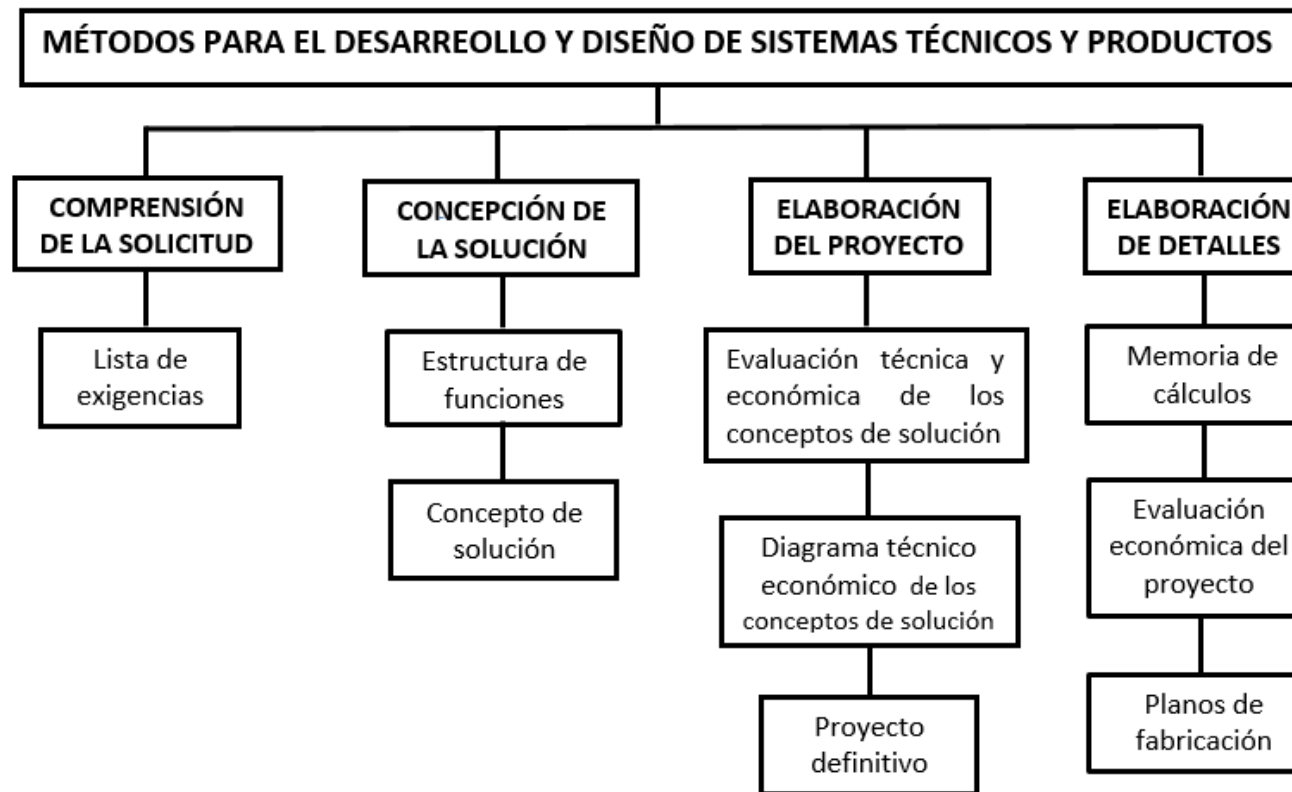 MÉTODOS PARA EL DESARREOLLO Y DISEÑO DE SISTEMAS TÉCNICOS Y PRODUCTOS
COMPRENSIÓN
DE LA SOLICITUD
Lista de
exigencias
CONCEPCIÓN DE
LA SOLUCIÓN
Estructura de
funciones
Concepto de
solución
ELABORACIÓN
DEL PROYECTO
Evaluación técnica y
económica de los
conceptos de solución
Diagrama técnico
económico de los
conceptos de solución
Proyecto
definitivo
ELABORACIÓN
DE DETALLES
Memoria de
cálculos
Evaluación
económica del
proyecto
Planos de
fabricación